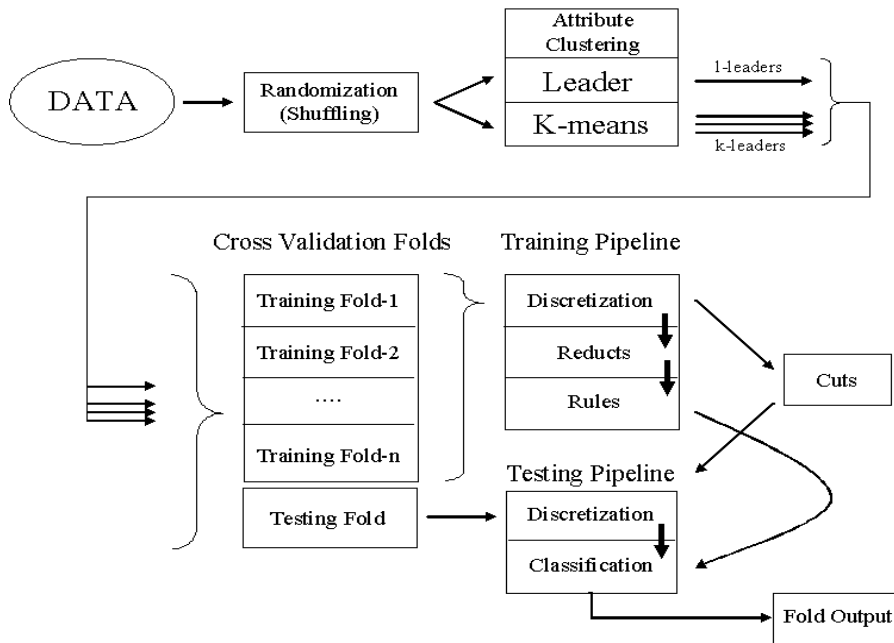 DATA
Randomization
(Shuffling)
Attribute
Clustering
Leader
K-means
l-leaders
k-leaders
Cross Validation Folds
Training Fold-1
Training Fold-2
....
Training Fold-n
Testing Fold
Training Pipeline
Discretization
Reducts
Rules
Cuts
Testing Pipeline
Discretization
Classification
Fold Output